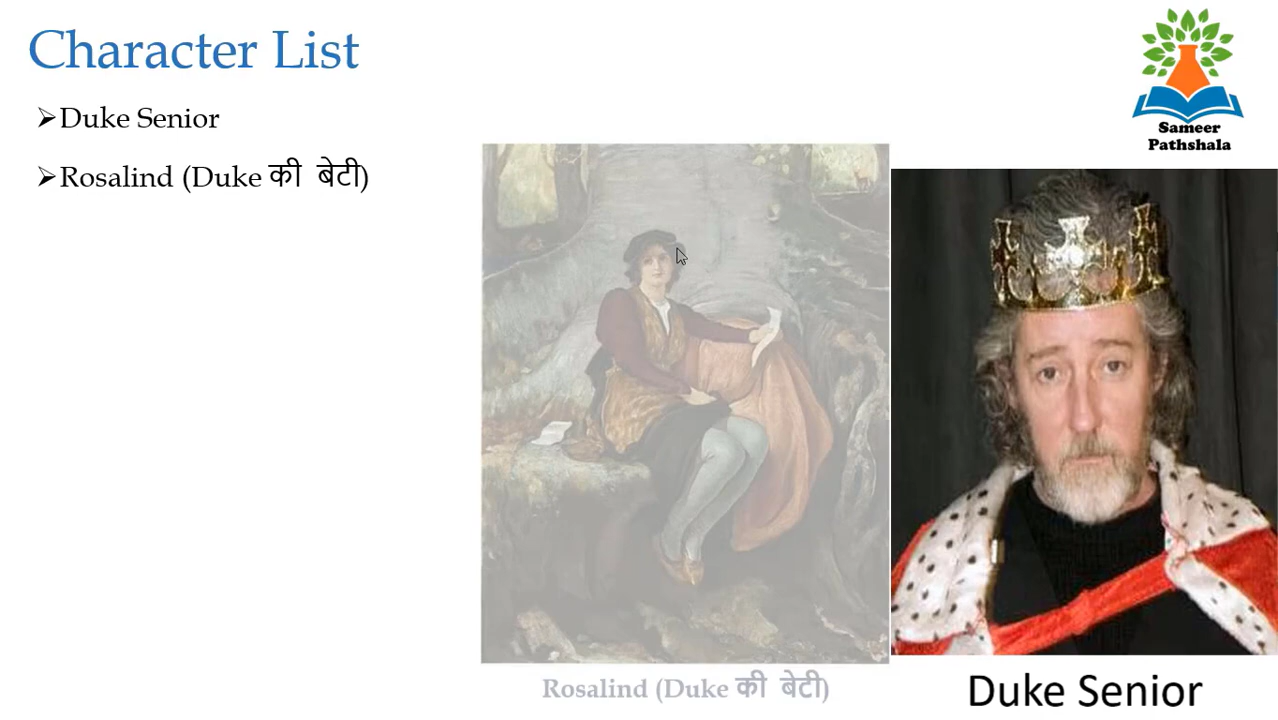 Character List
➢Duke Senior
➢Rosalind (Duke की बेटी)
Sameer
Pathshala
Rosalind (Duke की बेटी)
Duke Senior